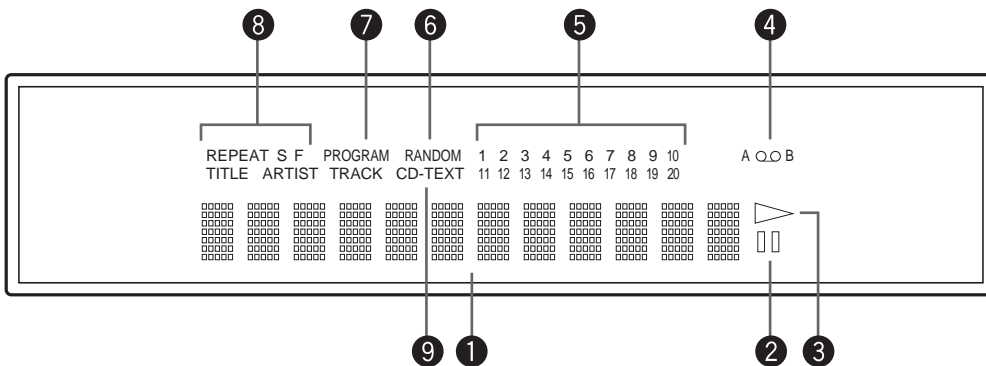 8 7 6 5 4
REPEAT S F PROGRAM RANDOM 1 2 3 4 5 6 7 8 9 10 A B
TITLE ARTIST TRACK CD-TEXT 11 12 13 14 15 16 17 18 19 20
9 1 2 3